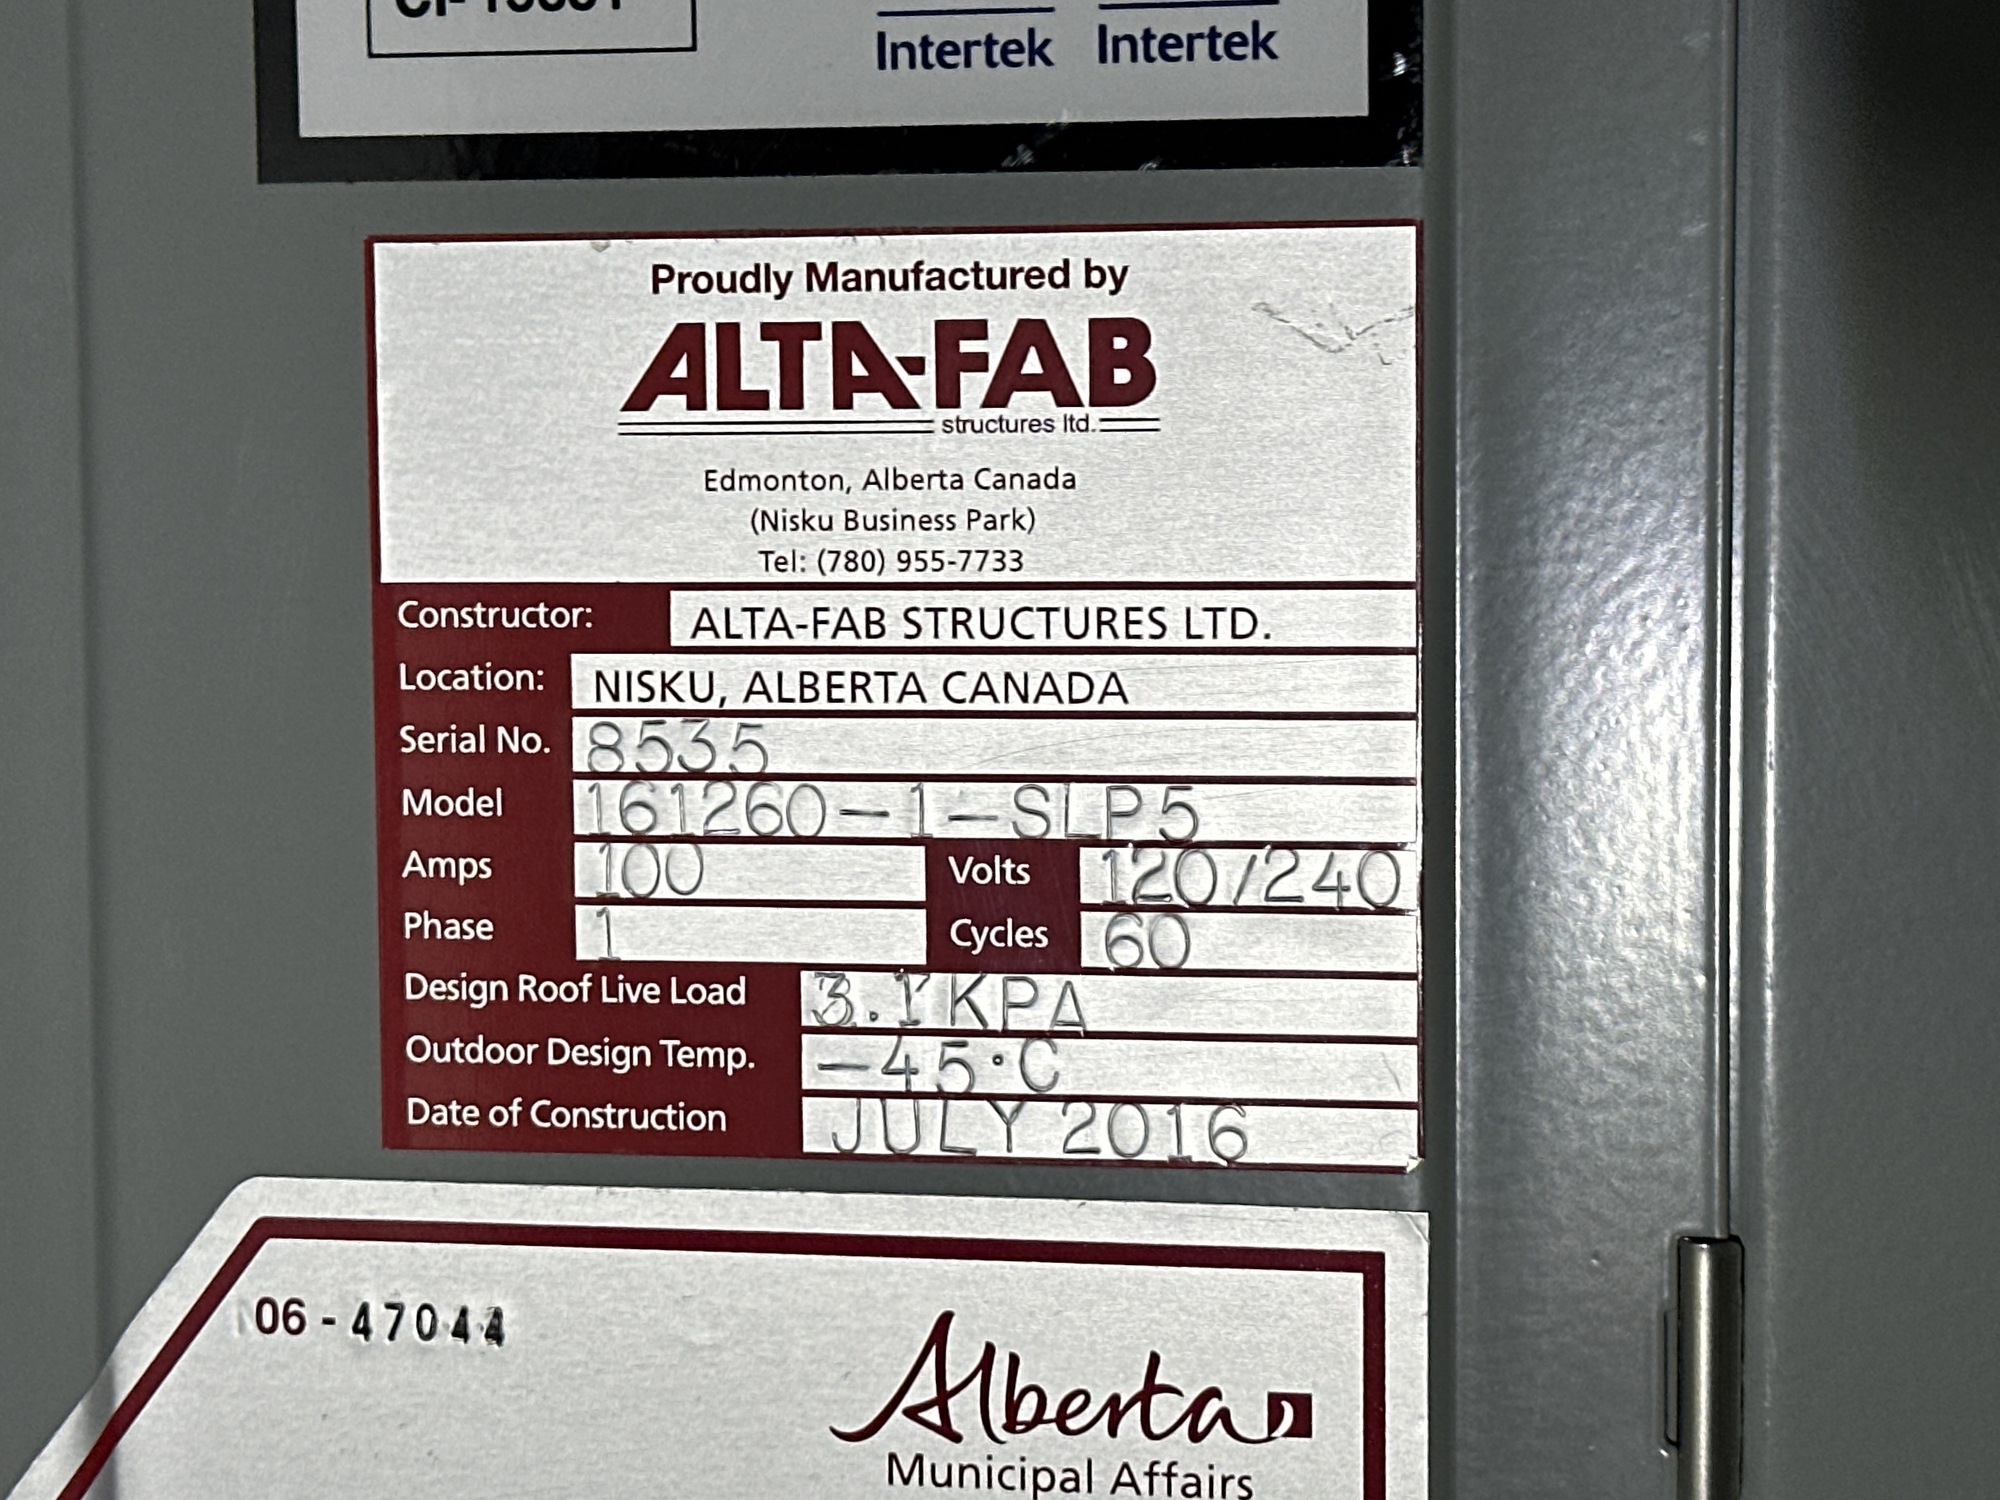 Intertek Intertek
Proudly Manufactured by
ALTA-FAB
structures ltd.
Edmonton, Alberta Canada
(Nisku Business Park)
Tel: (780) 955-7733
Constructor: ALTA-FAB STRUCTURES LTD.
Location: NISKU, ALBERTA CANADA
Serial No. 8535
Model 161260-1-SLP5
Amps 100 Volts 120/240
Phase 1 Cycles 60
Design Roof Live Load 3.1 KPA
Outdoor Design Temp. -45°C
Date of Construction JULY 2016
06-47044
Alberta
Municipal Affairs